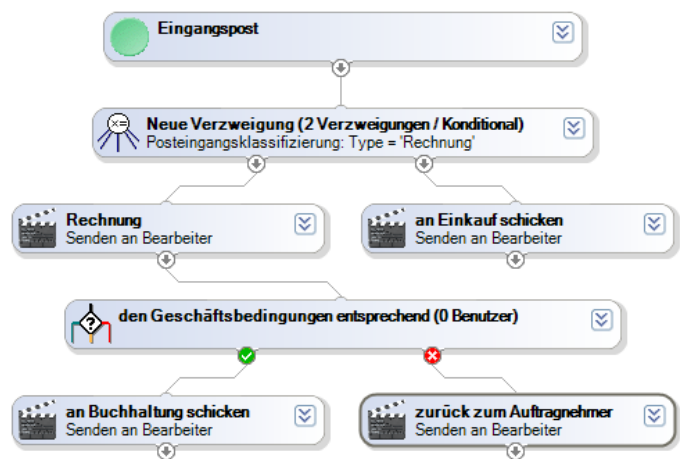 Eingangspost
Neue Verzweigung (2 Verzweigungen / Konditional)
Posteingangsklassifizierung: Type = 'Rechnung'
Rechnung
Senden an Bearbeiter
an Einkauf schicken
Senden an Bearbeiter
den Geschäftsbedingungen entsprechend (0 Benutzer)
an Buchhaltung schicken
Senden an Bearbeiter
zurück zum Auftragnehmer
Senden an Bearbeiter